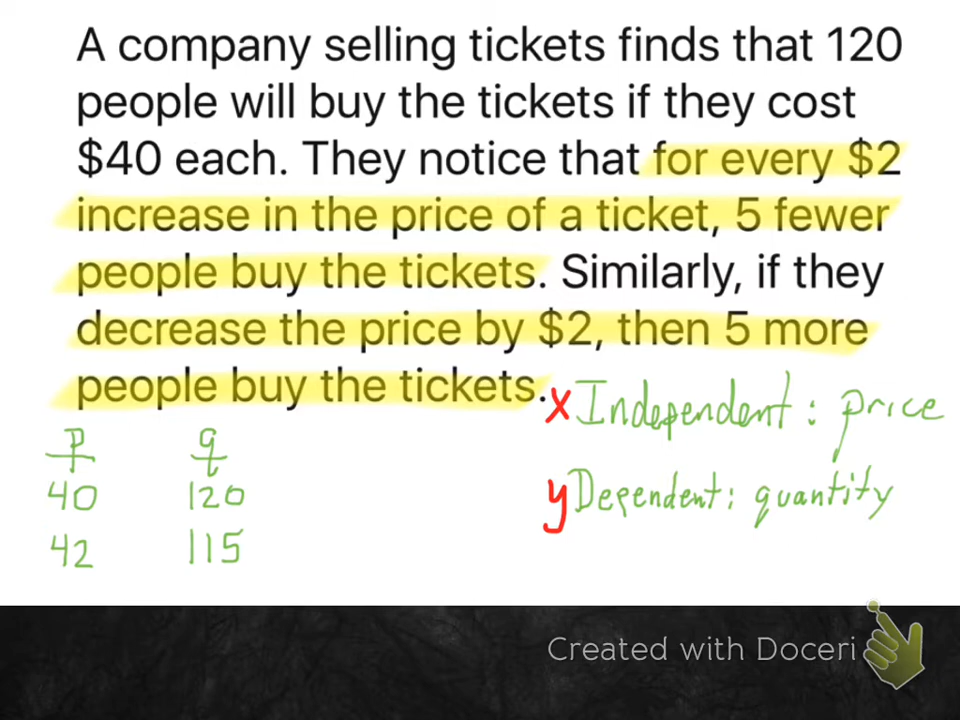 A company selling tickets finds that 120
people will buy the tickets if they cost
$40 each. They notice that for every $2
increase in the price of a ticket, 5 fewer
people buy the tickets. Similarly, if they
decrease the price by $2, then 5 more
people buy the tickets.
x Independent: price
p q
40 120
y Dependent: quantity
42 115
Created with Doceri